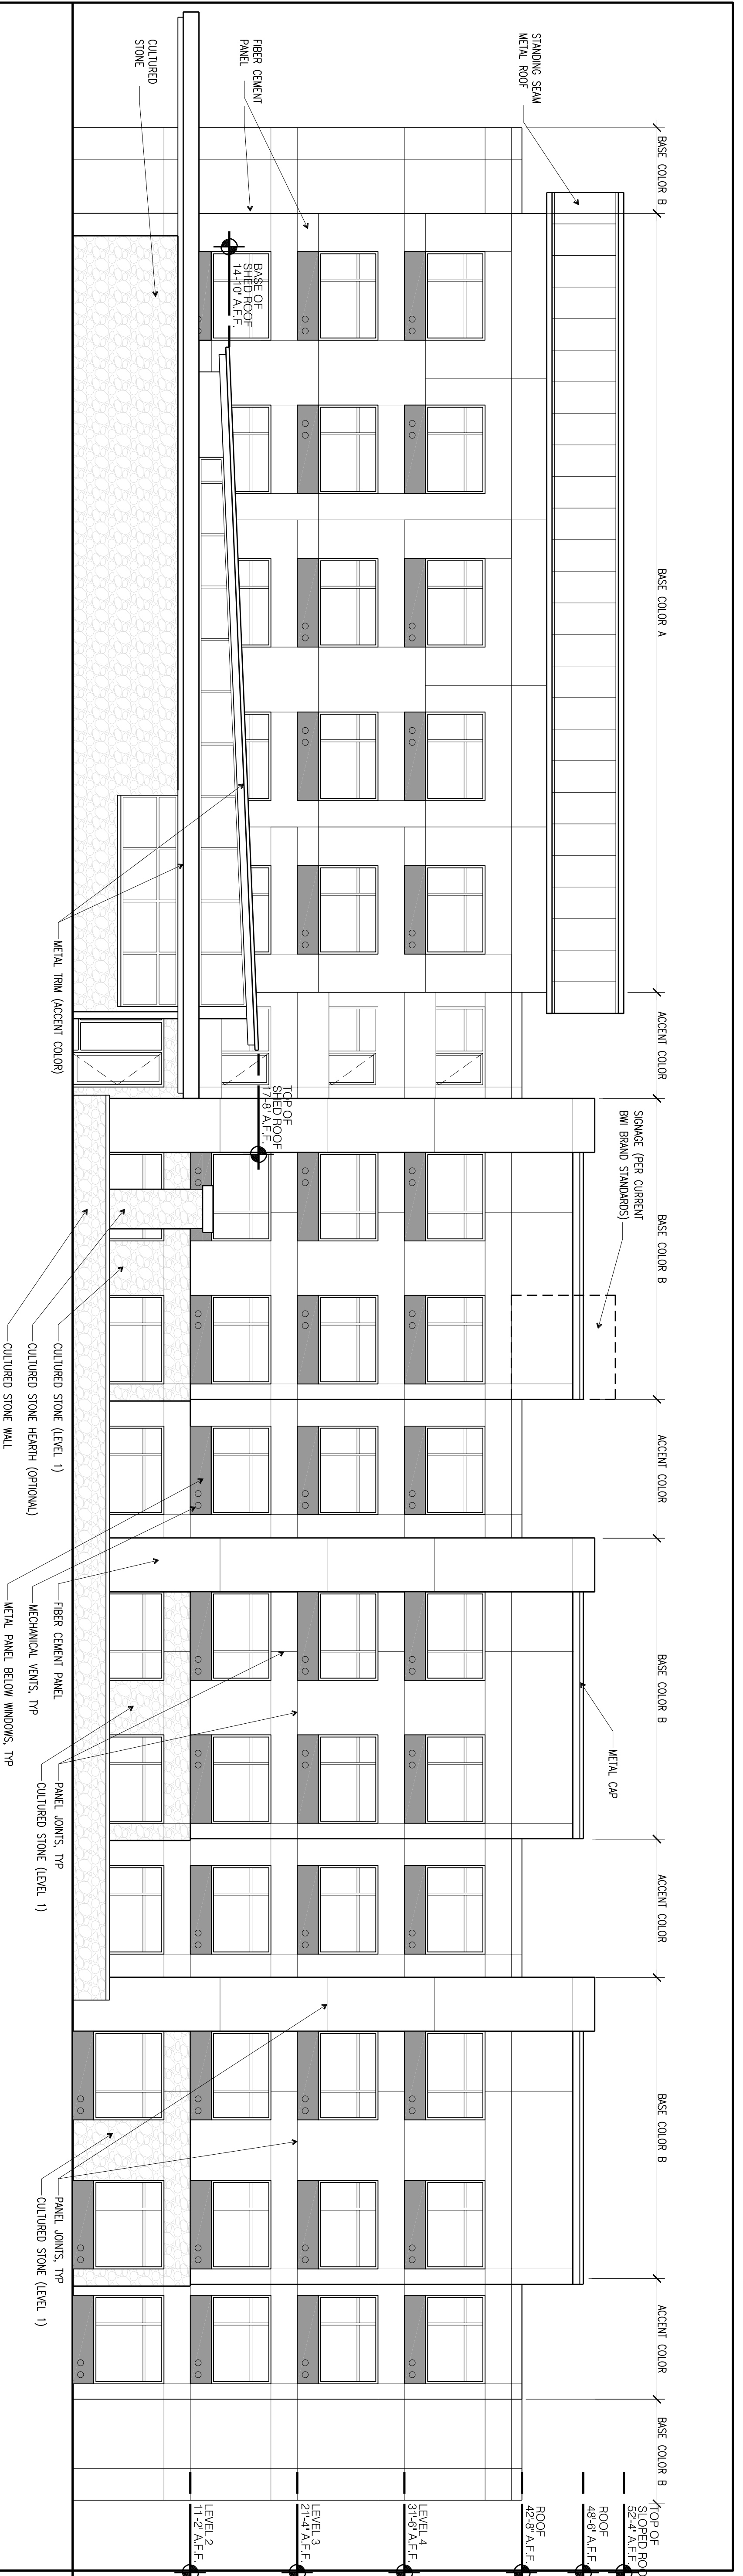 STANDING SEAM
METAL ROOF
FIBER CEMENT
PANEL
CULTURED
STONE
BASE COLOR B
BASE COLOR A
ACCENT COLOR
BASE COLOR B
ACCENT COLOR
BASE COLOR B
ACCENT COLOR
BASE COLOR B
ACCENT COLOR
BASE COLOR B
SIGNAGE (PER CURRENT
BWI BRAND STANDARDS)
METAL CAP
BASE OF
SHED ROOF
14'-10" A.F.F.
TOP OF
SHED ROOF
17'-8" A.F.F.
METAL TRIM (ACCENT COLOR)
CULTURED STONE (LEVEL 1)
CULTURED STONE HEARTH (OPTIONAL)
CULTURED STONE WALL
FIBER CEMENT PANEL
MECHANICAL VENTS, TYP
METAL PANEL BELOW WINDOWS, TYP
PANEL JOINTS, TYP
CULTURED STONE (LEVEL 1)
PANEL JOINTS, TYP
CULTURED STONE (LEVEL 1)
TOP OF
SLOPED ROO
52'-4" A.F.F.
ROOF
48'-6" A.F.F.
ROOF
42'-8" A.F.F.
LEVEL 4
31'-6" A.F.F.
LEVEL 3
21'-4" A.F.F.
LEVEL 2
11'-2" A.F.F.